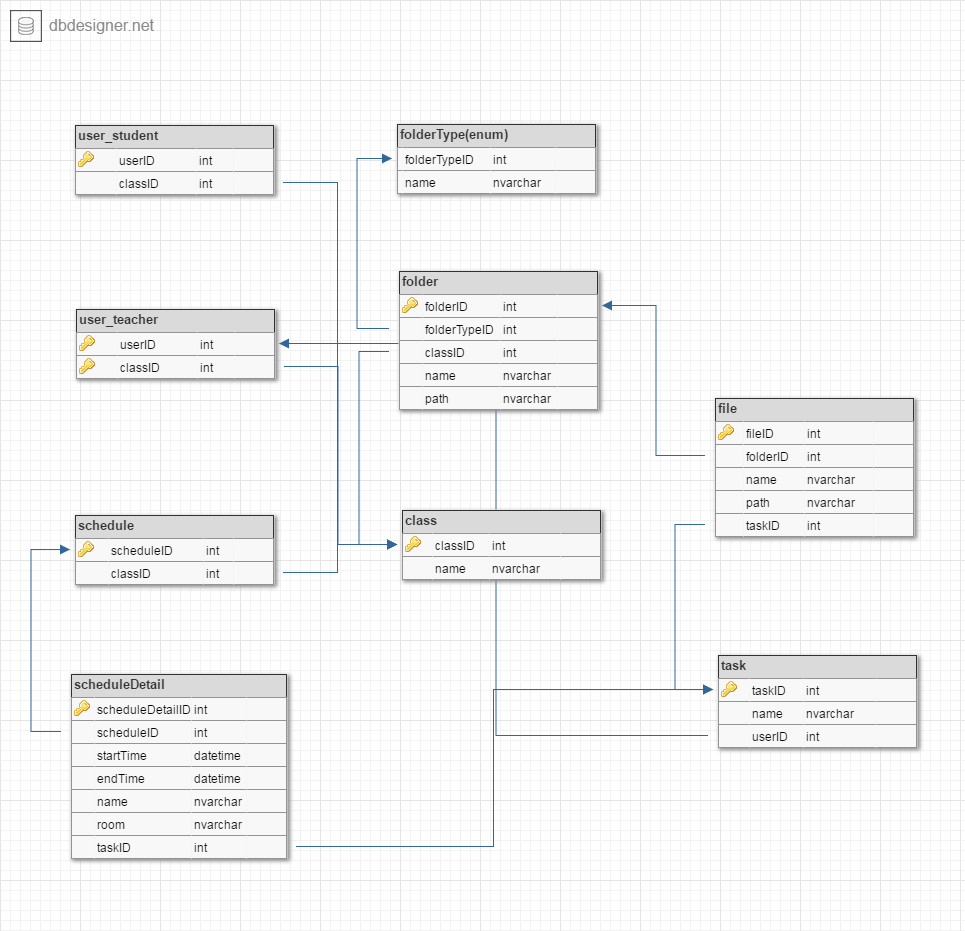 dbdesigner.net
user_student
userID int
classID int
folderType(enum)
folderTypeID int
name nvarchar
folder
folderID int
folderTypeID int
classID int
name nvarchar
path nvarchar
user_teacher
userID int
classID int
file
fileID int
folderID int
name nvarchar
path nvarchar
taskID int
schedule
scheduleID int
classID int
class
classID int
name nvarchar
task
taskID int
name nvarchar
userID int
scheduleDetail
scheduleDetailID int
scheduleID int
startTime datetime
endTime datetime
name nvarchar
room nvarchar
taskID int